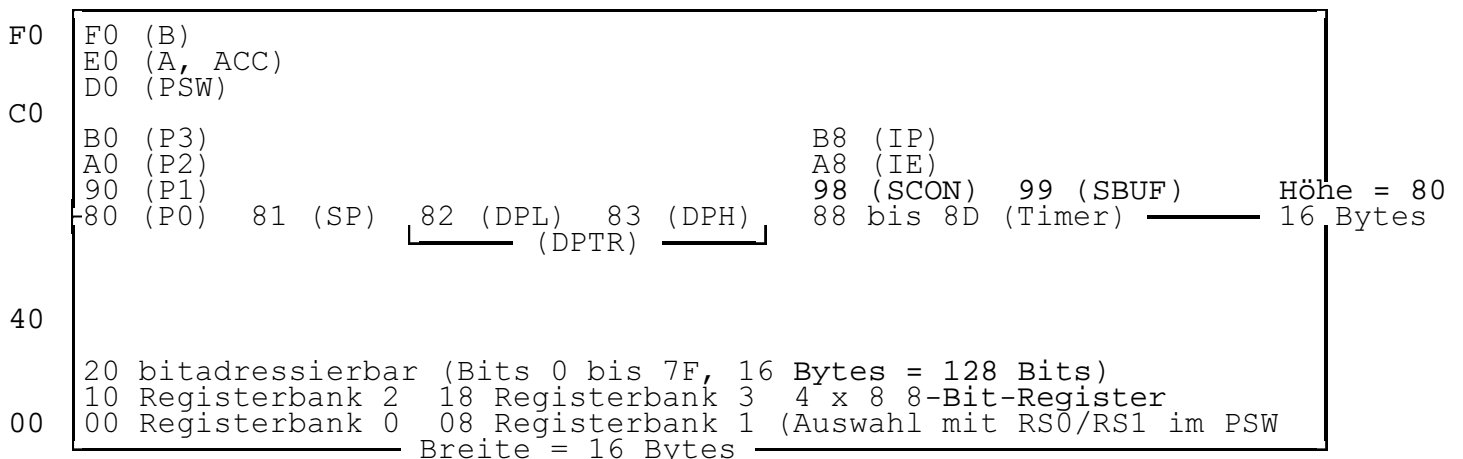 F0 F0 (B)
E0 (A, ACC)
D0 (PSW)
C0
B0 (P3) B8 (IP)
A0 (P2) A8 (IE)
90 (P1) 98 (SCON) 99 (SBUF) Höhe = 80
80 (P0) 81 (SP) 82 (DPL) 83 (DPH) 88 bis 8D (Timer) 16 Bytes
(DPTR)
40
20 bitadressierbar (Bits 0 bis 7F, 16 Bytes = 128 Bits)
10 Registerbank 2 18 Registerbank 3 4 x 8 8-Bit-Register
00 00 Registerbank 0 08 Registerbank 1 (Auswahl mit RS0/RS1 im PSW
Breite = 16 Bytes